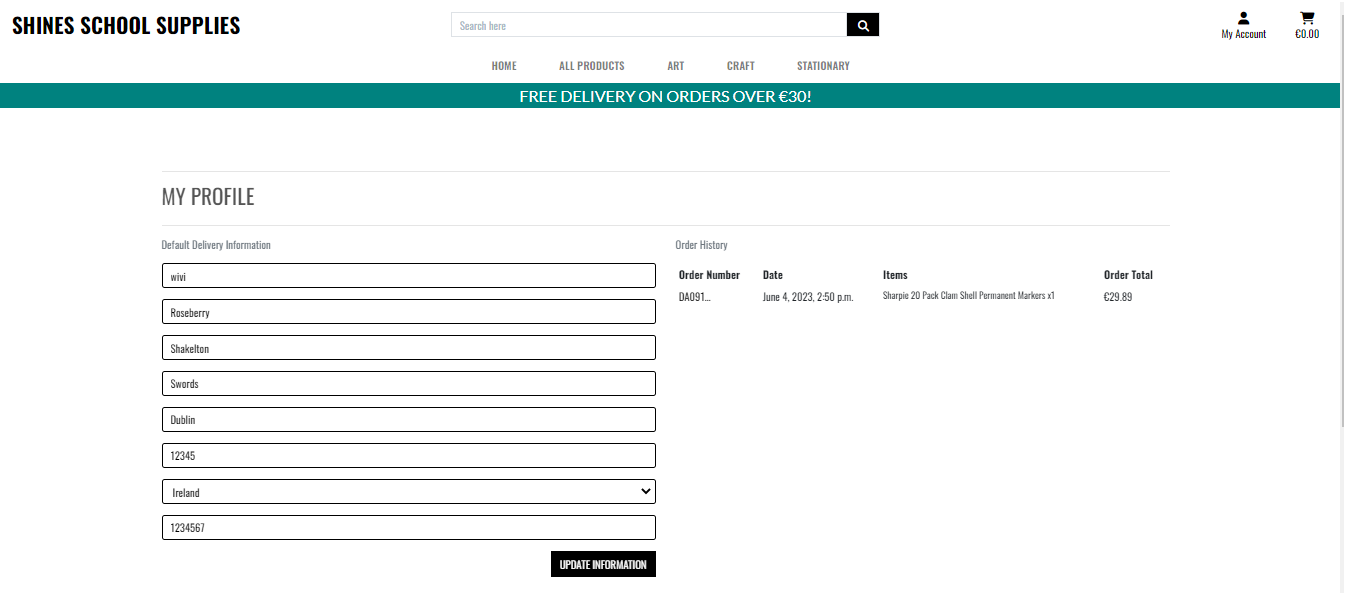 SHINES SCHOOL SUPPLIES
Search here
My Account
€0.00
HOME ALL PRODUCTS ART CRAFT STATIONARY
FREE DELIVERY ON ORDERS OVER €30!
MY PROFILE
Default Delivery Information
wivi
Roseberry
Shakelton
Swords
Dublin
12345
Ireland
1234567
UPDATE INFORMATION
Order History
Order Number Date Items Order Total
DA091... June 4, 2023, 2:50 p.m. Sharpie 20 Pack Clam Shell Permanent Markers x1 €29.89